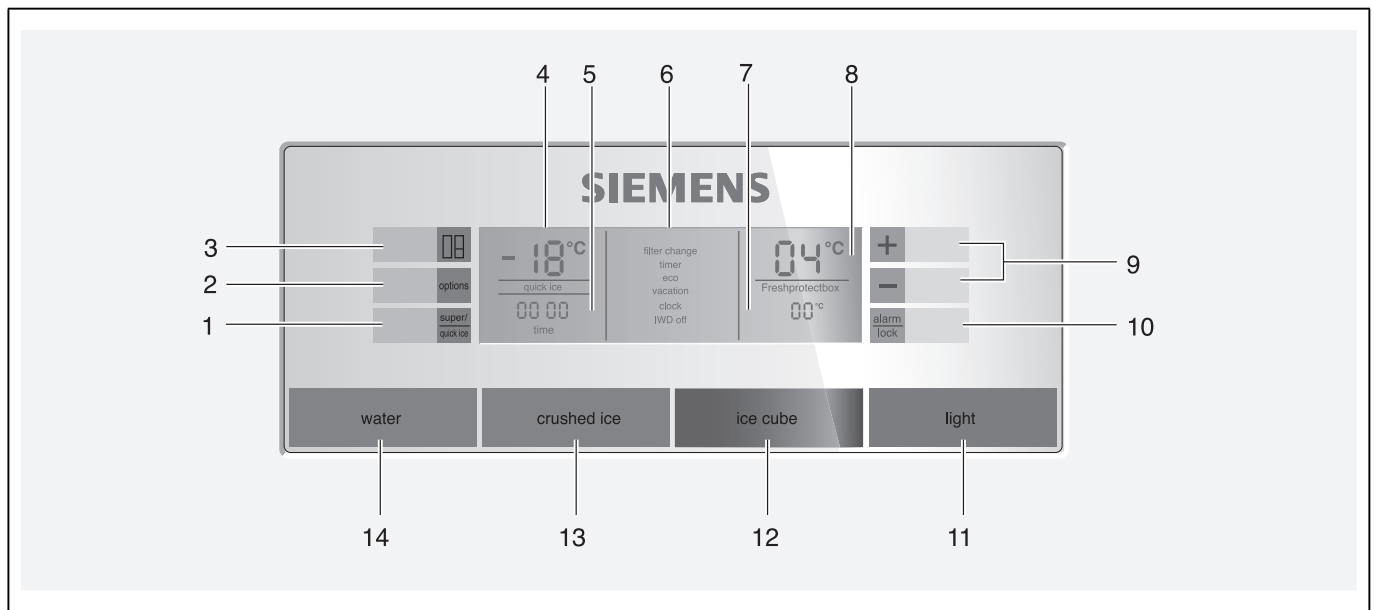 4 5 6 7 8
SIEMENS
3
2 options
1 super/
quick ice
- 18 °C
quick ice
00 00
time
filter change
timer
eco
vacation
clock
IWD off
04 °C
Freshprotectbox
00 °C
+
−
9
alarm
lock
10
water crushed ice ice cube light
14 13 12 11